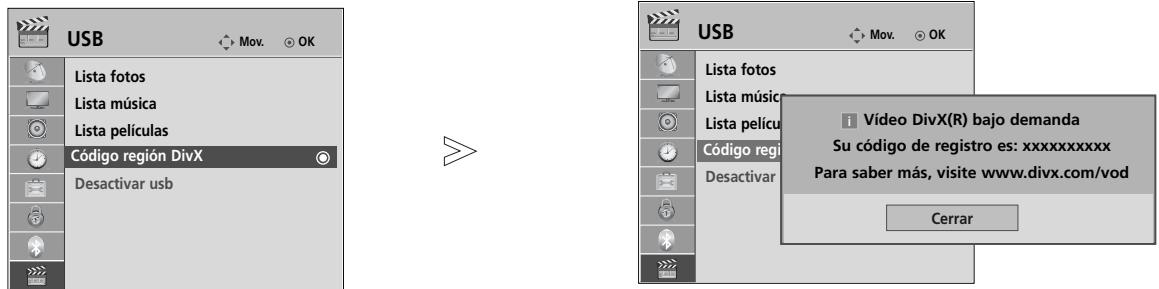 USB
Mov. OK
Lista fotos
Lista música
Lista películas
Código región DivX
Desactivar usb
USB
Mov. OK
Lista fotos
Lista música
Lista pelícu
Código regi
Desactivar
i Vídeo DivX(R) bajo demanda
Su código de registro es: xxxxxxxxxx
Para saber más, visite www.divx.com/vod
Cerrar